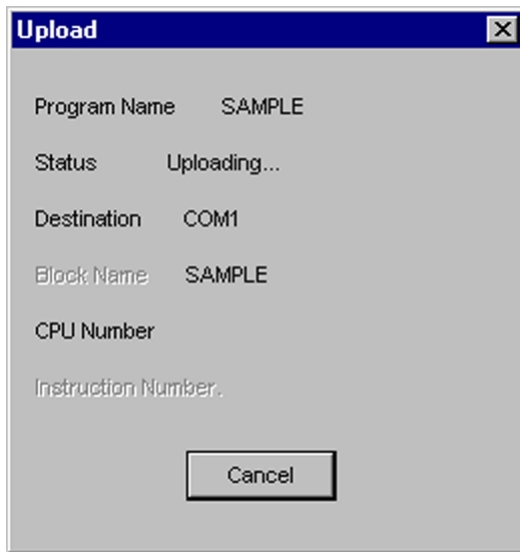 Upload
Program Name SAMPLE
Status Uploading...
Destination COM1
Block Name SAMPLE
CPU Number
Instruction Number.
Cancel